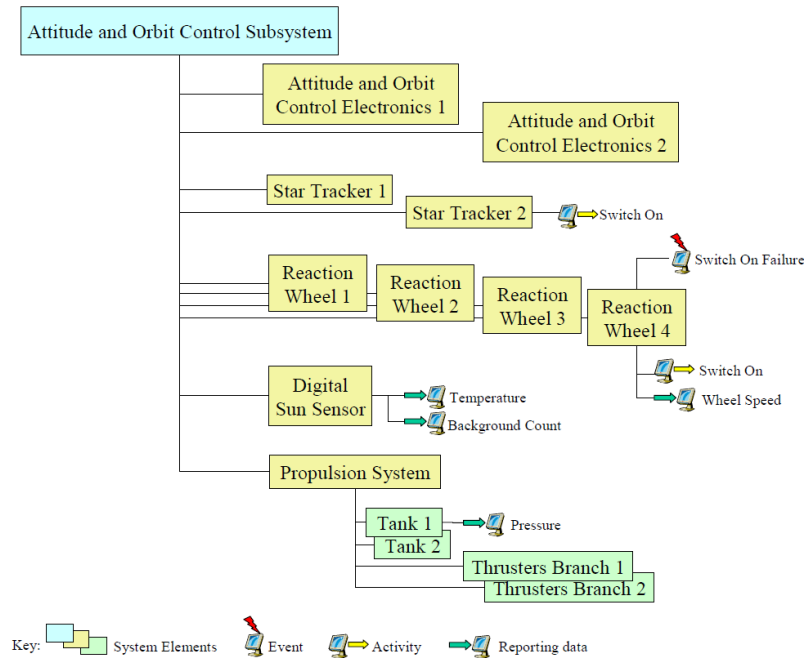 Attitude and Orbit Control Subsystem
Attitude and Orbit
Control Electronics 1
Attitude and Orbit
Control Electronics 2
Star Tracker 1
Star Tracker 2
Switch On
Switch On Failure
Reaction
Wheel 1
Reaction
Wheel 2
Reaction
Wheel 3
Reaction
Wheel 4
Switch On
Wheel Speed
Digital
Sun Sensor
Temperature
Background Count
Propulsion System
Tank 1
Pressure
Tank 2
Thrusters Branch 1
Thrusters Branch 2
Key:
System Elements
Event
Activity
Reporting data